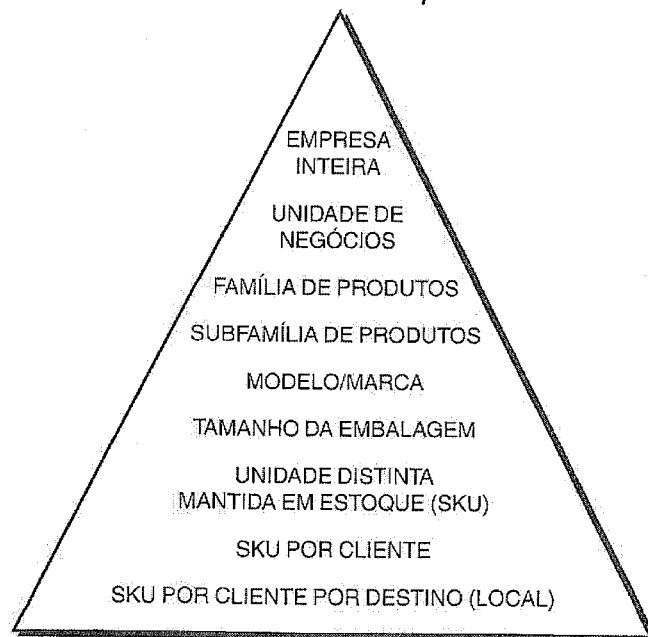 EMPRESA
INTEIRA
UNIDADE DE
NEGÓCIOS
FAMÍLIA DE PRODUTOS
SUBFAMÍLIA DE PRODUTOS
MODELO/MARCA
TAMANHO DA EMBALAGEM
UNIDADE DISTINTA
MANTIDA EM ESTOQUE (SKU)
SKU POR CLIENTE
SKU POR CLIENTE POR DESTINO (LOCAL)